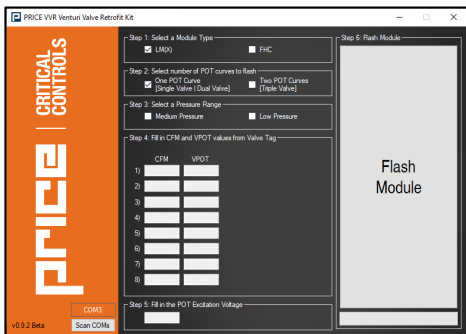 PRICE VVR Venturi Valve Retrofit Kit
PRICE | CRITICAL CONTROLS
COM3
v0.9.2 Beta
Scan COMs
Step 1: Select a Module Type
LM(X)
FHC
Step 2: Select number of POT curves to flash
One POT Curve
[Single Valve | Dual Valve]
Two POT Curves
[Triple Valve]
Step 3: Select a Pressure Range
Medium Pressure
Low Pressure
Step 4: Fill in CFM and VPOT values from Valve Tag
CFM VPOT
1)
2)
3)
4)
5)
6)
7)
8)
Step 5: Fill in the POT Excitation Voltage
Step 6: Flash Module
Flash
Module